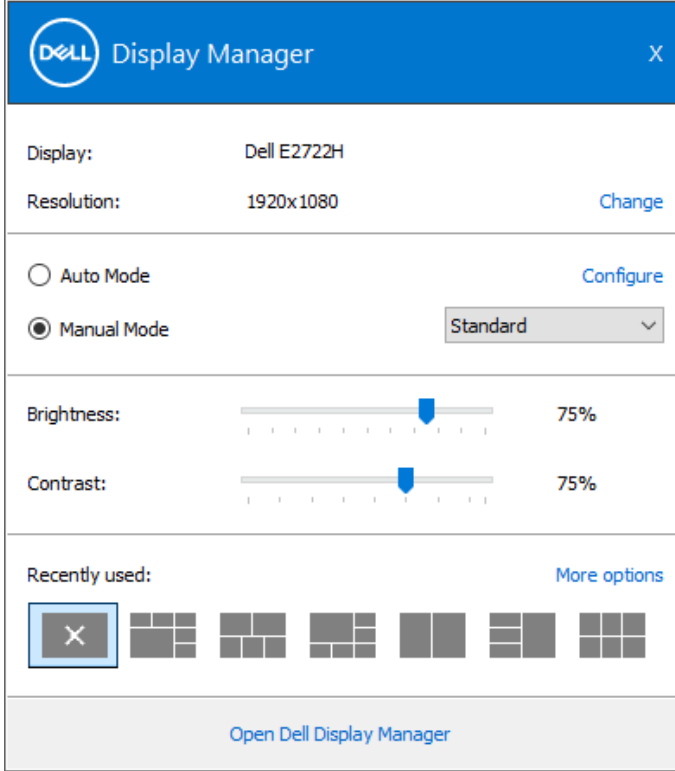 DELL Display Manager X
Display: Dell E2722H
Resolution: 1920x1080 Change
Auto Mode Configure
Manual Mode Standard
Brightness: 75%
Contrast: 75%
Recently used: More options
Open Dell Display Manager